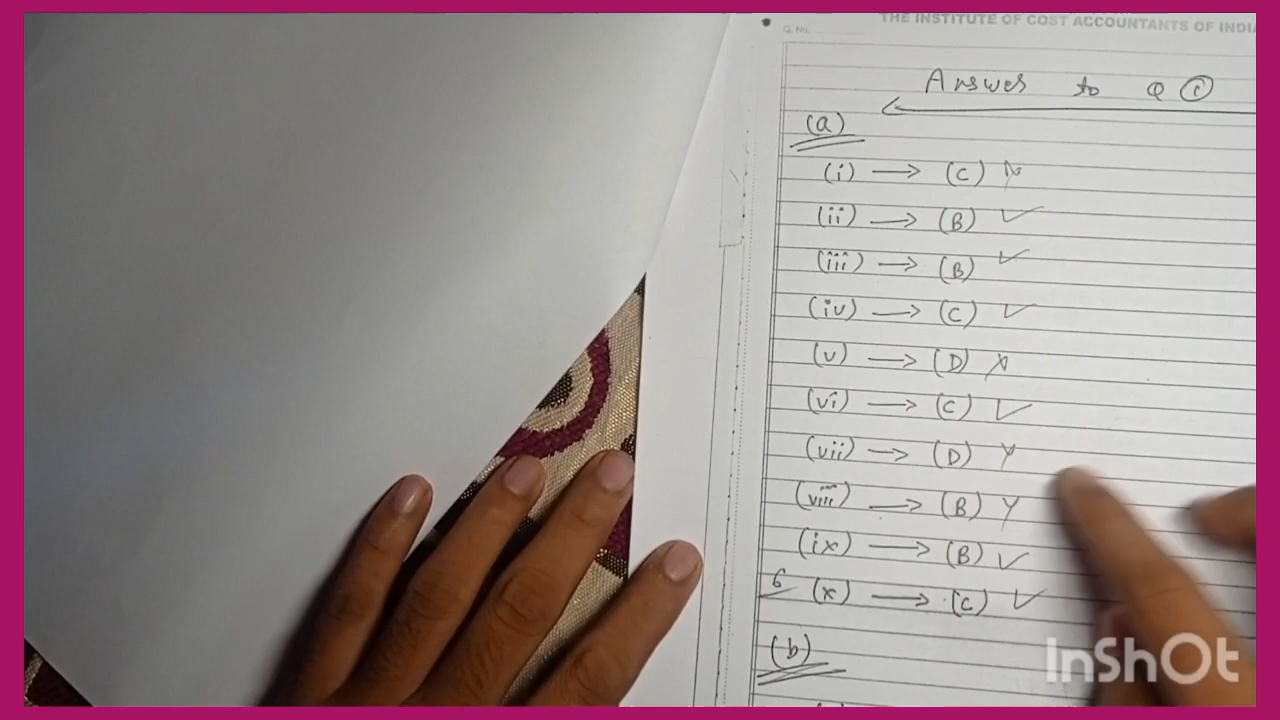 THE INSTITUTE OF COST ACCOUNTANTS OF INDIA
Q. No.
Answer to Q ①
(a)
(i) → (C) ✗
(ii) → (B) ✓
(iii) → (B) ✓
(iv) → (C) ✓
(v) → (D) ✗
(vi) → (C) ✓
(vii) → (D) ✗
(viii) → (B) ✗
(ix) → (B) ✓
6 (x) → (C) ✓
(b)
InShOt